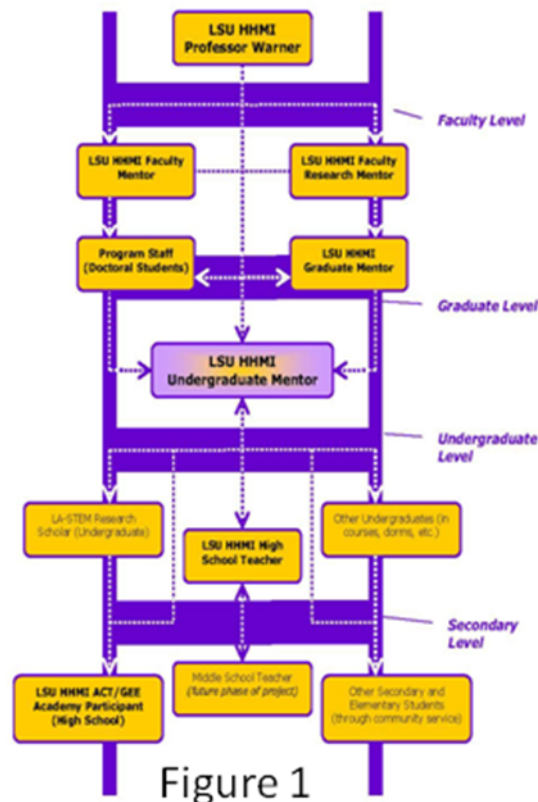 LSU HHMI
Professor Warner
Faculty Level
LSU HHMI Faculty
Mentor
LSU HHMI Faculty
Research Mentor
Program Staff
(Doctoral Students)
LSU HHMI
Graduate Mentor
Graduate Level
LSU HHMI
Undergraduate Mentor
Undergraduate
Level
LA-STEM Research
Scholar (Undergraduate)
Other Undergraduates (in
courses, dorms, etc.)
LSU HHMI High
School Teacher
Secondary
Level
LSU HHMI ACT/GEE
Academy Participant
(High School)
Middle School Teacher
(future phase of project)
Other Secondary and
Elementary Students
(through community service)
Figure 1